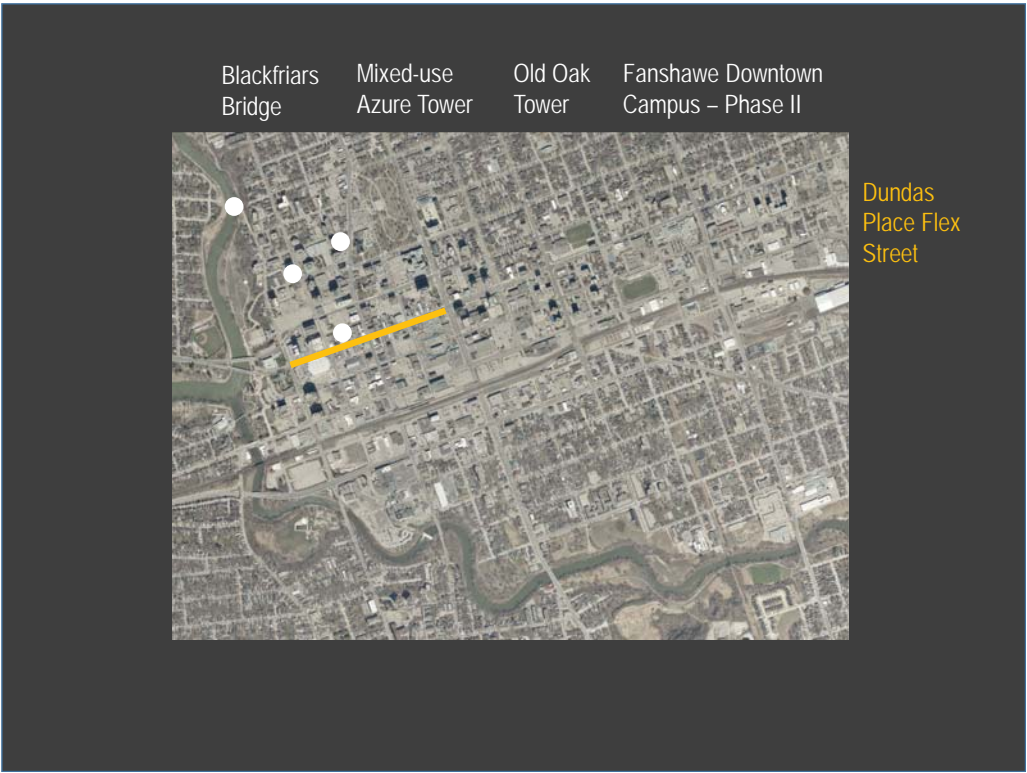 Blackfriars
Bridge
Mixed-use
Azure Tower
Old Oak
Tower
Fanshawe Downtown
Campus – Phase II
Dundas
Place Flex
Street